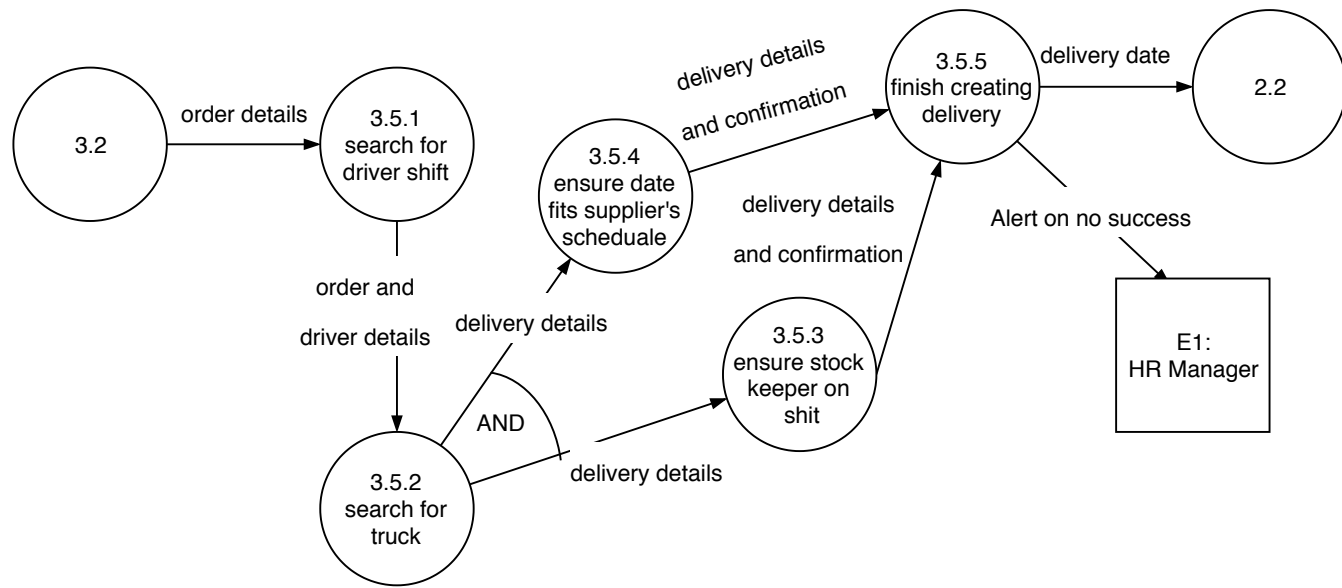 3.2
order details
3.5.1
search for
driver shift
order and
driver details
3.5.2
search for
truck
AND
delivery details
3.5.4
ensure date
fits supplier's
scheduale
delivery details
3.5.3
ensure stock
keeper on
shit
delivery details
and confirmation
delivery details
and confirmation
3.5.5
finish creating
delivery
delivery date
2.2
Alert on no success
E1:
HR Manager